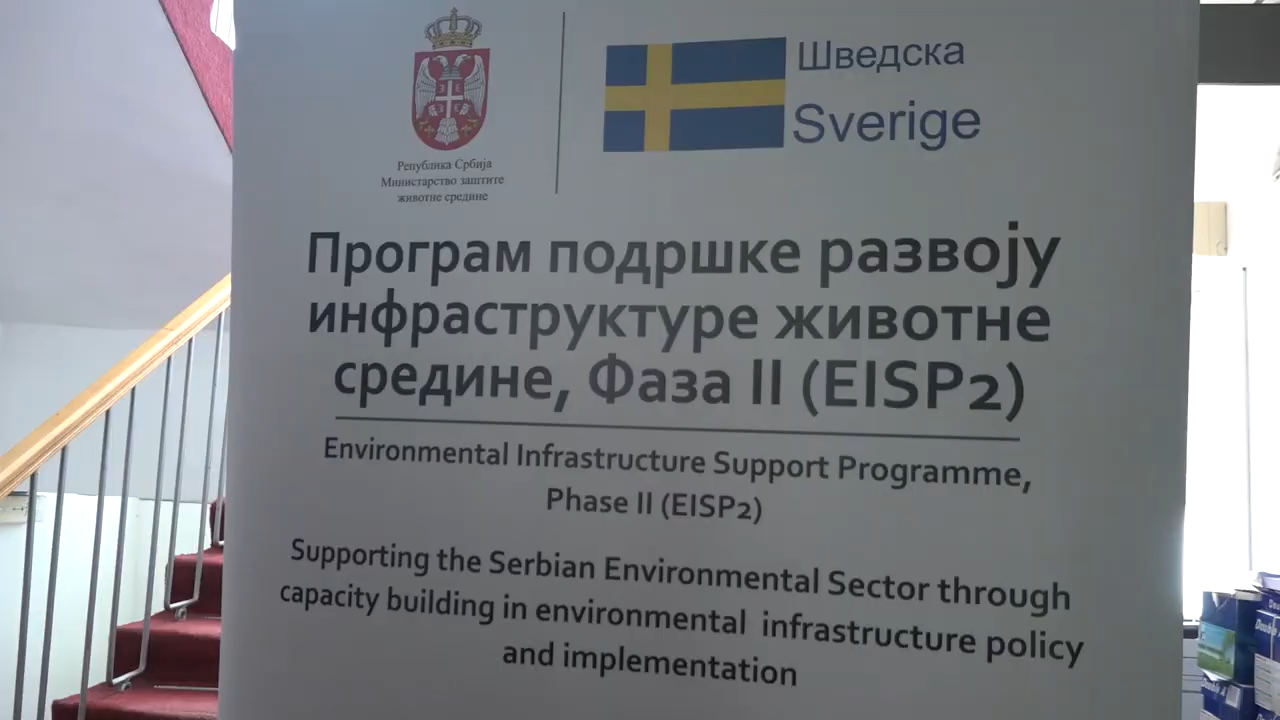 Република Србија
Министарство заштите
животне средине
Шведска
Sverige
Програм подршке развоју
инфраструктуре животне
средине, Фаза II (EISP2)
Environmental Infrastructure Support Programme,
Phase II (EISP2)
Supporting the Serbian Environmental Sector through
capacity building in environmental infrastructure policy
and implementation